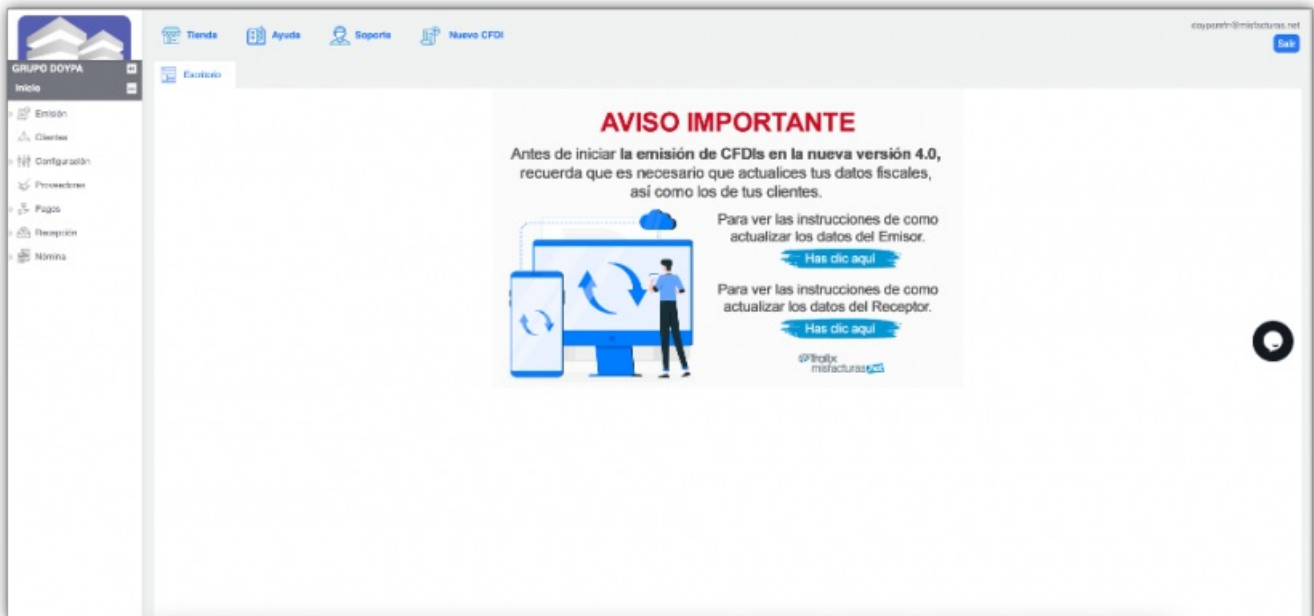 Tienda
Ayuda
Soporte
Nuevo CFDI
Salir
GRUPO DOYPA
Inicio
Escritorio
Emisión
Clientes
Configuración
Proveedores
Pagos
Recepción
Nómina
AVISO IMPORTANTE
Antes de iniciar la emisión de CFDIs en la nueva versión 4.0,
recuerda que es necesario que actualices tus datos fiscales,
así como los de tus clientes.
Para ver las instrucciones de como
actualizar los datos del Emisor.
Has clic aquí
Para ver las instrucciones de como
actualizar los datos del Receptor.
Has clic aquí
misfacturas